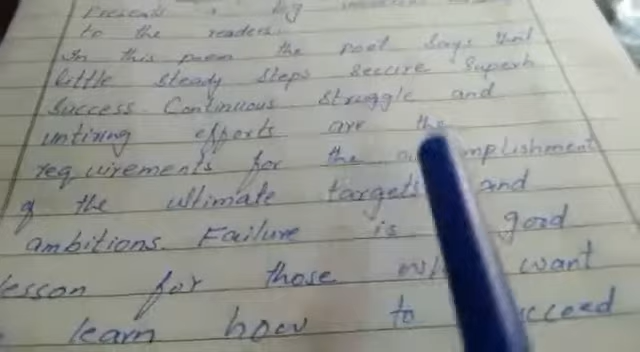 Presents a big
to the readers.
In this poem the poet says that
little steady steps secure superb
success. Continuous struggle and
untiring efforts are the
requirements for the
of the ultimate targets and
ambitions. Failure is good
lesson for those want
learn how to